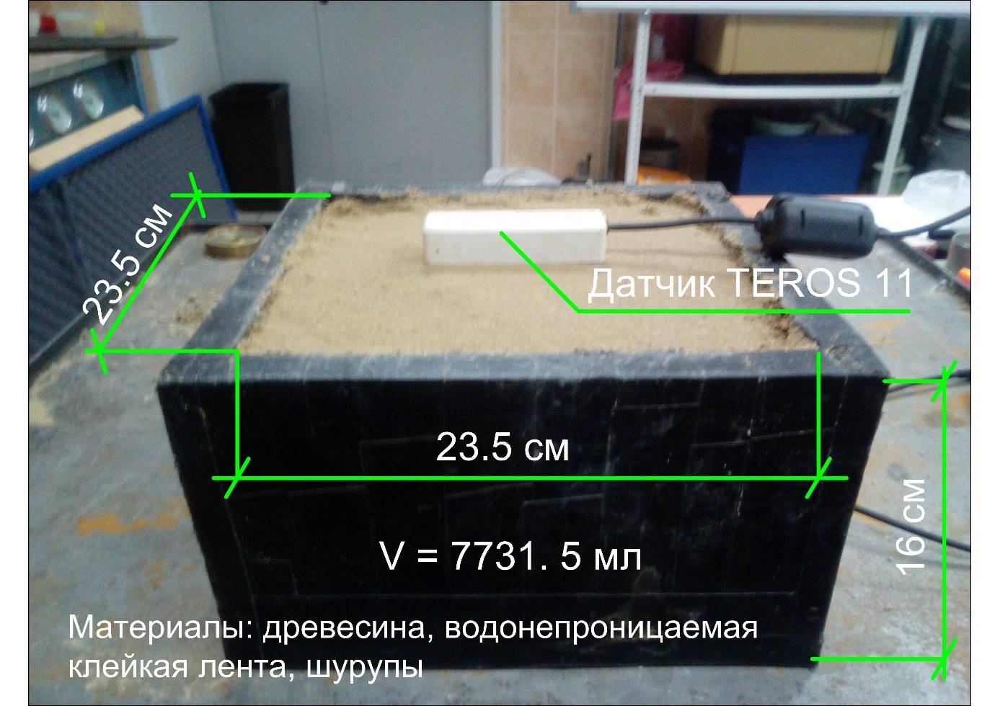 23.5 см
Датчик TEROS 11
23.5 см
16 см
V = 7731. 5 мл
Материалы: древесина, водонепроницаемая
клейкая лента, шурупы